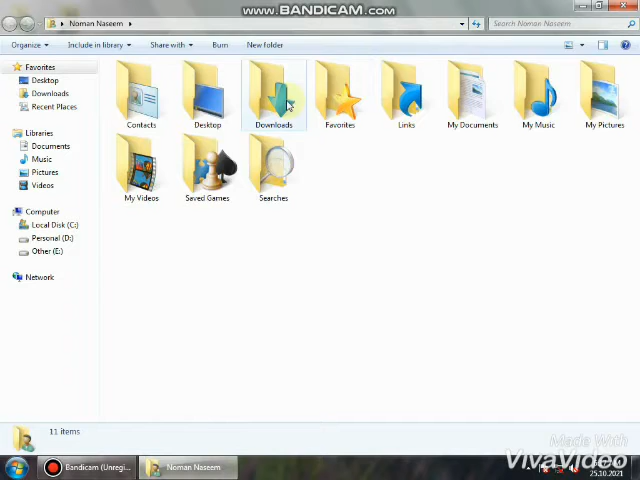 www.BANDICAM.com
Noman Naseem
Search Noman Naseem
Organize
Include in library
Share with
Burn
New folder
Favorites
Desktop
Downloads
Recent Places
Libraries
Documents
Music
Pictures
Videos
Computer
Local Disk (C:)
Personal (D:)
Other (E:)
Network
Contacts
Desktop
Downloads
Favorites
Links
My Documents
My Music
My Pictures
My Videos
Saved Games
Searches
11 items
Made With
VivaVideo
Bandicam (Unregi...
Noman Naseem
25.10.2021